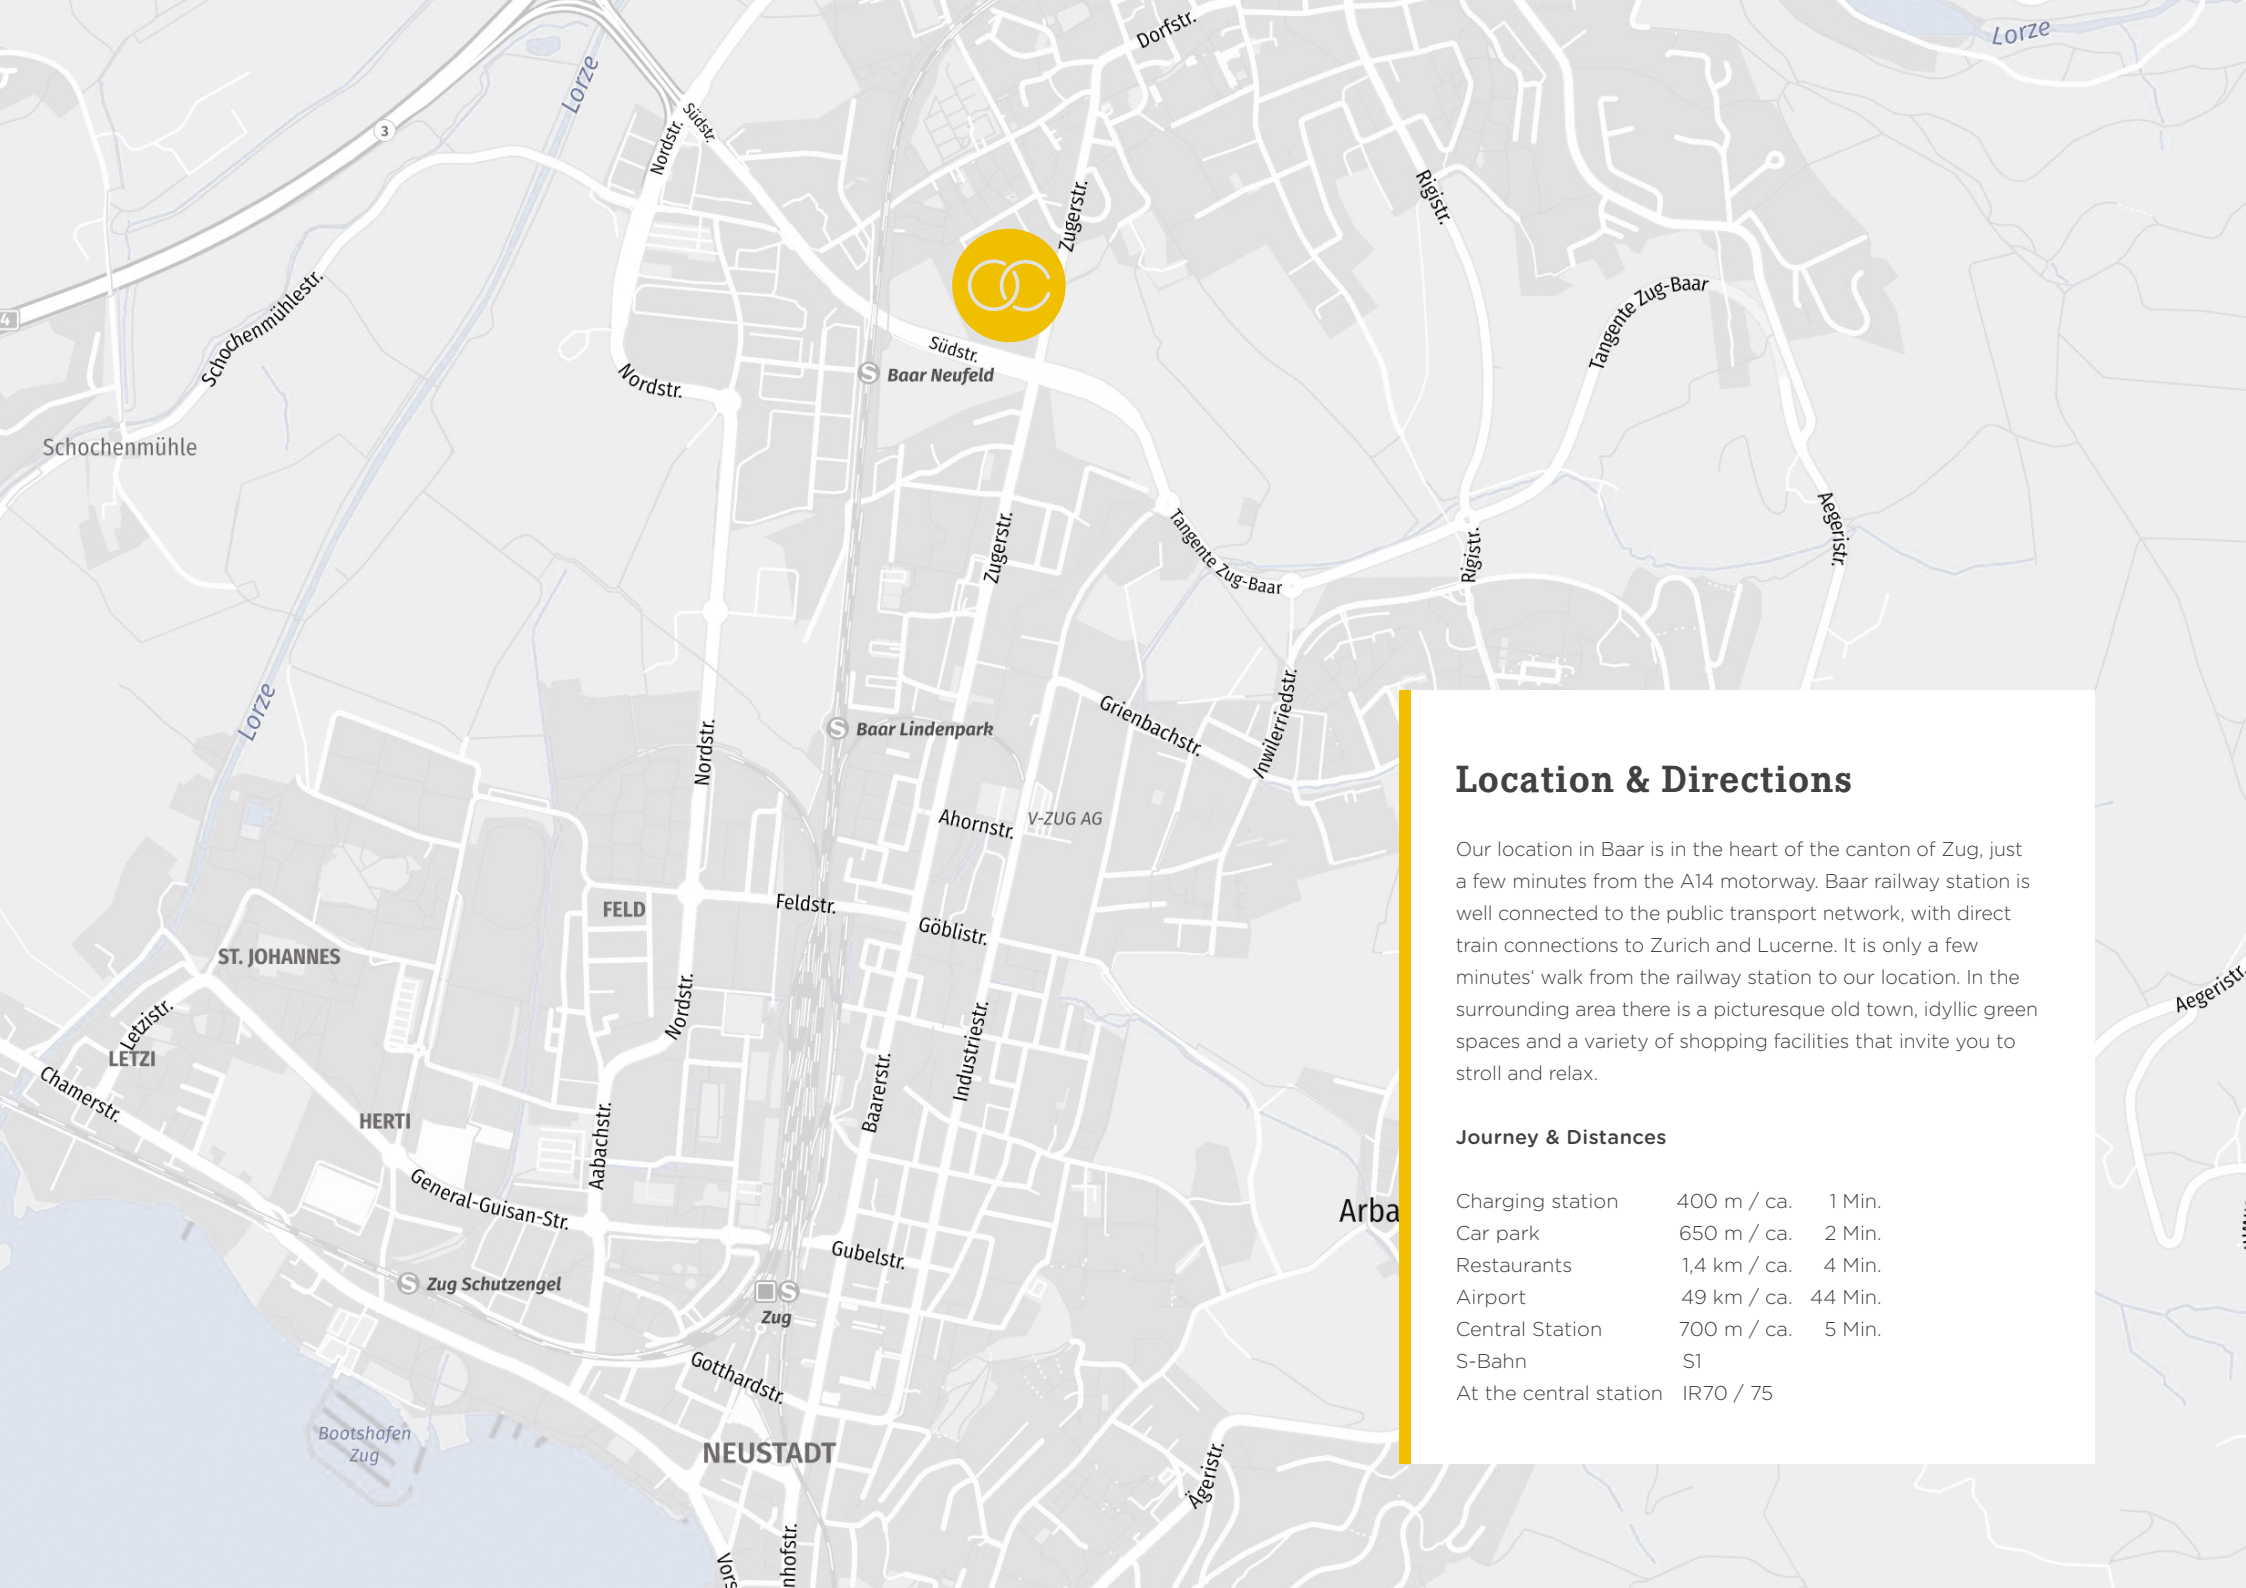 Dorfstr.
Lorze
Lorze
3
Südstr.
Nordstr.
Rigistr.
Zugerstr.
OC
Tangente Zug-Baar
4
Schochenmühlestr.
Südstr.
Baar Neufeld
Nordstr.
Schochenmühle
Zugerstr.
Tangente Zug-Baar
Rigistr.
Aegeristr.
Lorze
Nordstr.
Baar Lindenpark
Grienbachstr.
Inwilerriedstr.
Ahornstr.
V-ZUG AG
FELD
Feldstr.
Göblistr.
ST. JOHANNES
Letzistr.
LETZI
Nordstr.
Industriestr.
Baarerstr.
Chamerstr.
HERTI
Aabachstr.
General-Guisan-Str.
Arba
Gubelstr.
S Zug Schutzengel
S
Zug
Gotthardstr.
Bootshafen
Zug
NEUSTADT
Ägeristr.
Vors
nhofstr.
Aegeristr.
Location & Directions
Our location in Baar is in the heart of the canton of Zug, just
a few minutes from the A14 motorway. Baar railway station is
well connected to the public transport network, with direct
train connections to Zurich and Lucerne. It is only a few
minutes‘ walk from the railway station to our location. In the
surrounding area there is a picturesque old town, idyllic green
spaces and a variety of shopping facilities that invite you to
stroll and relax.
Journey & Distances
Charging station 400 m / ca. 1 Min.
Car park 650 m / ca. 2 Min.
Restaurants 1,4 km / ca. 4 Min.
Airport 49 km / ca. 44 Min.
Central Station 700 m / ca. 5 Min.
S-Bahn S1
At the central station IR70 / 75